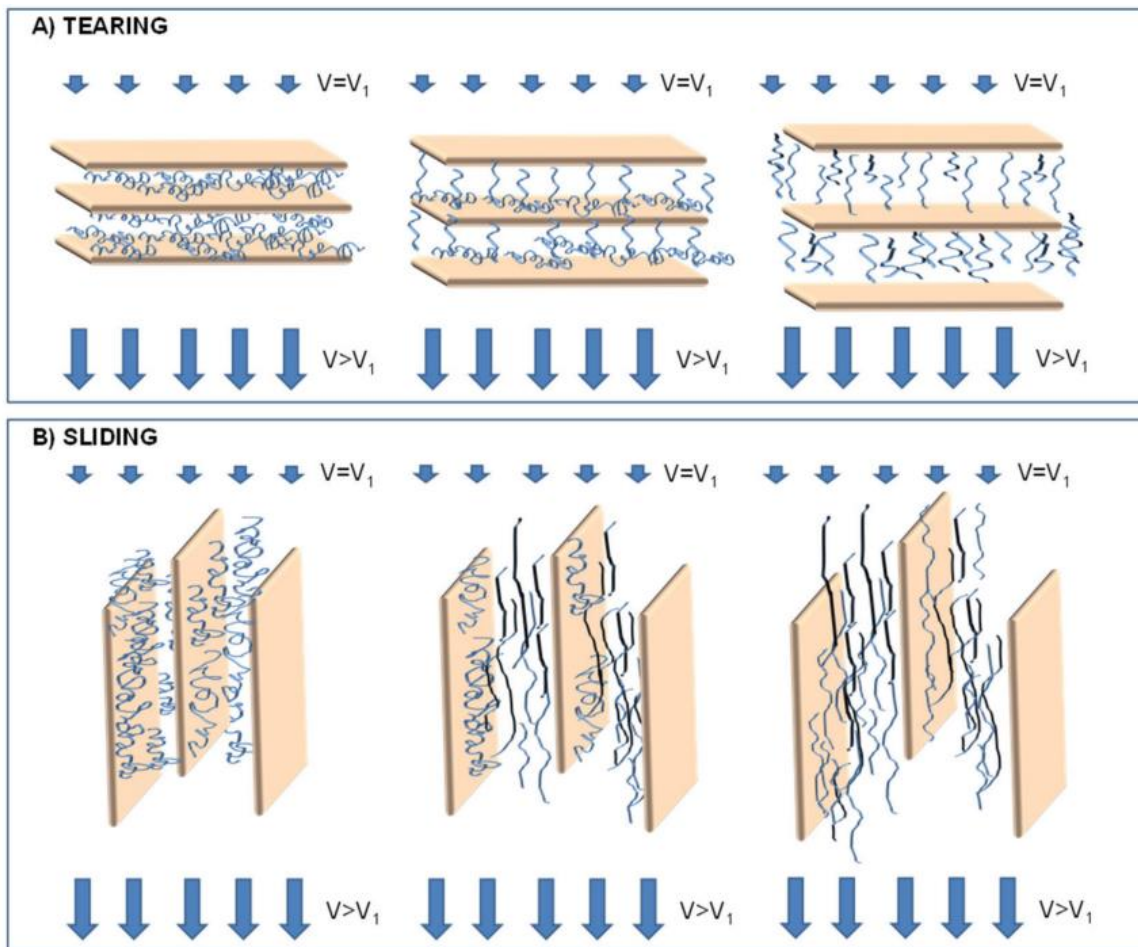 A) TEARING
V=V₁ V=V₁ V=V₁
V>V₁ V>V₁ V>V₁
B) SLIDING
V=V₁ V=V₁ V=V₁
V>V₁ V>V₁ V>V₁